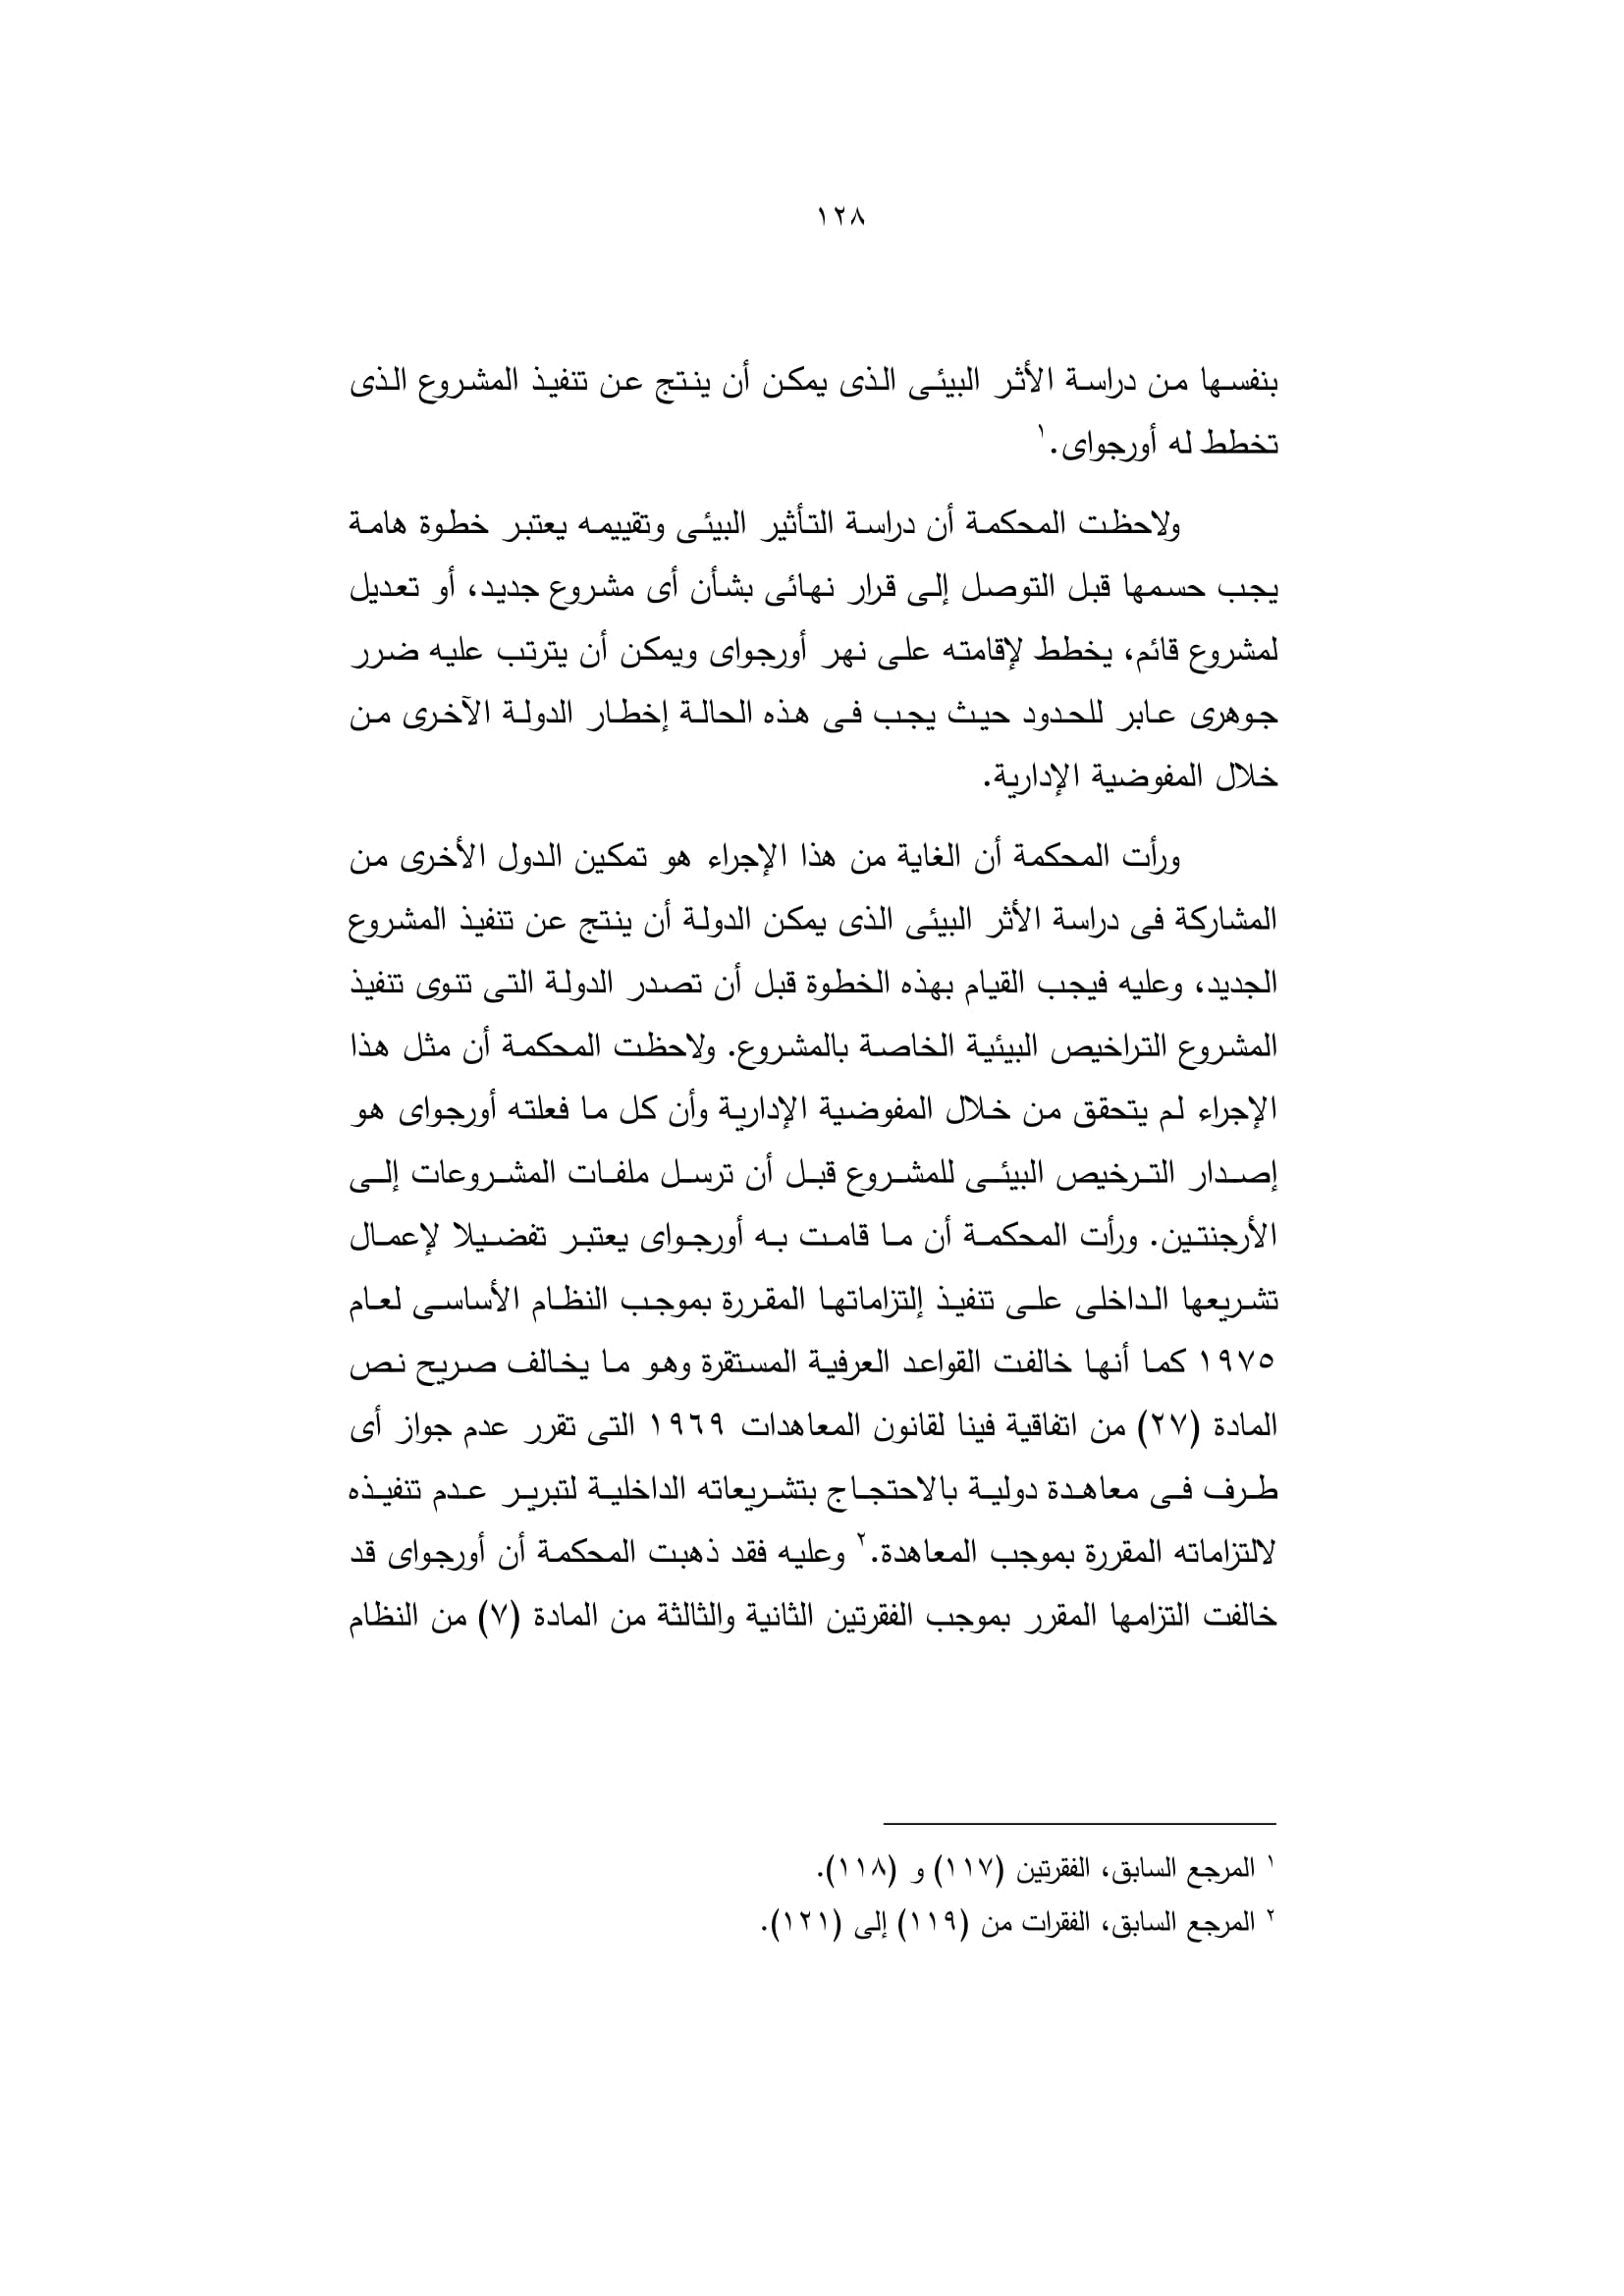 ١٢٨
بنفسها من دراسة الأثر البيئى الذى يمكن أن ينتج عن تنفيذ المشروع الذى
تخطط له أورجواى.١
ولاحظت المحكمة أن دراسة التأثير البيئى وتقييمه يعتبر خطوة هامة
يجب حسمها قبل التوصل إلى قرار نهائى بشأن أى مشروع جديد، أو تعديل
لمشروع قائم، يخطط لإقامته على نهر أورجواى ويمكن أن يترتب عليه ضرر
جوهرى عابر للحدود حيث يجب فى هذه الحالة إخطار الدولة الآخرى من
خلال المفوضية الإدارية.
ورأت المحكمة أن الغاية من هذا الإجراء هو تمكين الدول الأخرى من
المشاركة فى دراسة الأثر البيئى الذى يمكن الدولة أن ينتج عن تنفيذ المشروع
الجديد، وعليه فيجب القيام بهذه الخطوة قبل أن تصدر الدولة التى تنوى تنفيذ
المشروع التراخيص البيئية الخاصة بالمشروع. ولاحظت المحكمة أن مثل هذا
الإجراء لم يتحقق من خلال المفوضية الإدارية وأن كل ما فعلته أورجواى هو
إصدار الترخيص البيئى للمشروع قبل أن ترسل ملفات المشروعات إلى
الأرجنتين. ورأت المحكمة أن ما قامت به أورجواى يعتبر تفضيلا لإعمال
تشريعها الداخلى على تنفيذ إلتزاماتها المقررة بموجب النظام الأساسى لعام
١٩٧٥ كما أنها خالفت القواعد العرفية المستقرة وهو ما يخالف صريح نص
المادة (٢٧) من اتفاقية فينا لقانون المعاهدات ١٩٦٩ التى تقرر عدم جواز أى
طرف فى معاهدة دولية بالاحتجاج بتشريعاته الداخلية لتبرير عدم تنفيذه
لالتزاماته المقررة بموجب المعاهدة.٢ وعليه فقد ذهبت المحكمة أن أورجواى قد
خالفت التزامها المقرر بموجب الفقرتين الثانية والثالثة من المادة (٧) من النظام
١ المرجع السابق، الفقرتين (١١٧) و (١١٨).
٢ المرجع السابق، الفقرات من (١١٩) إلى (١٢١).